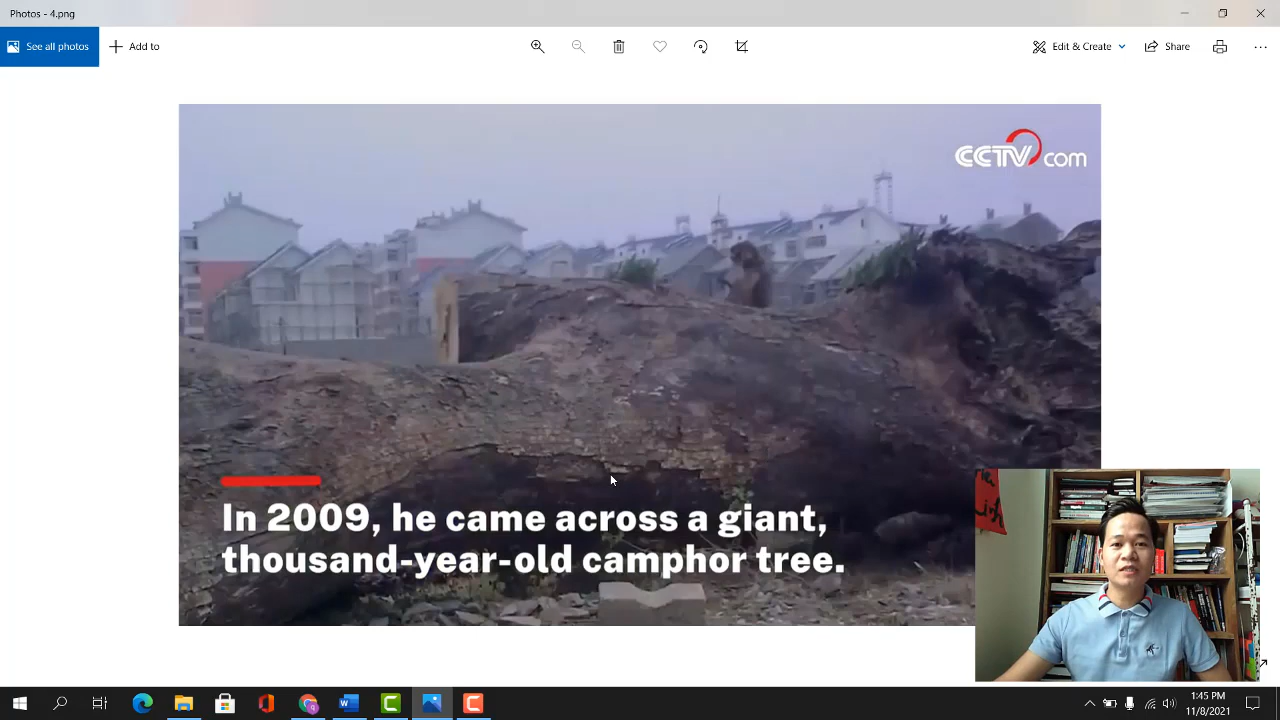 Photos - 4.png
See all photos
Add to
Edit & Create
Share
CCTV.com
In 2009, he came across a giant,
thousand-year-old camphor tree.
1:45 PM
11/8/2021